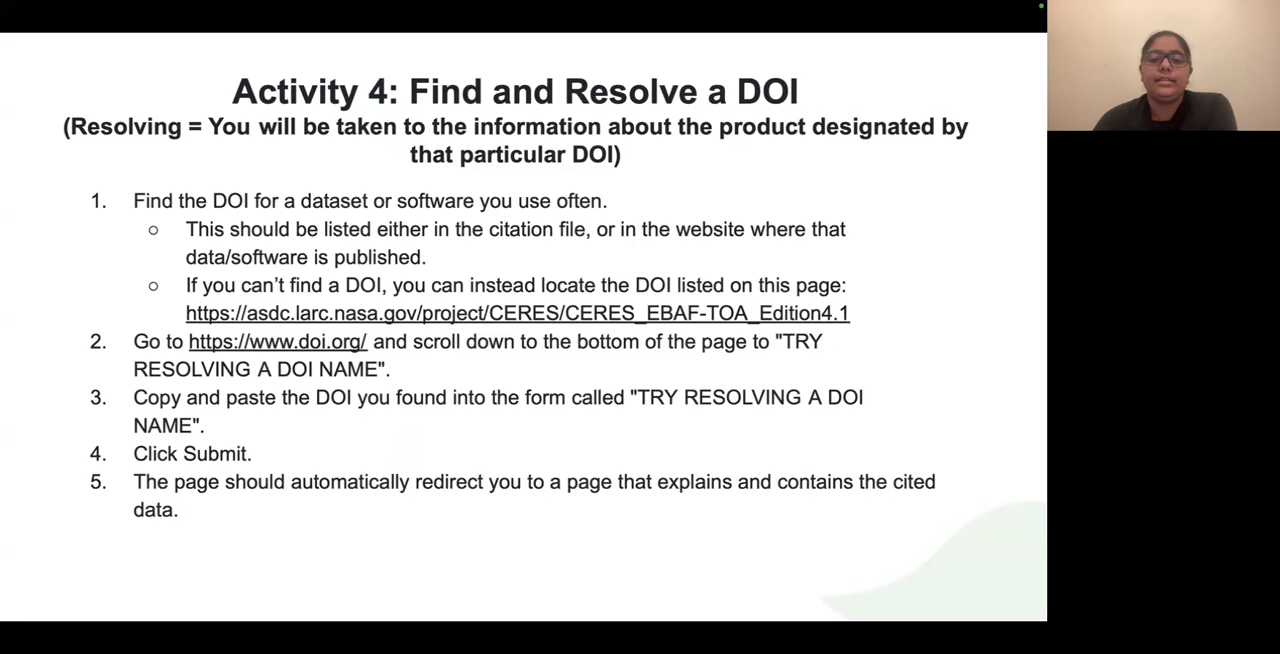 Activity 4: Find and Resolve a DOI
(Resolving = You will be taken to the information about the product designated by
that particular DOI)
1. Find the DOI for a dataset or software you use often.
○ This should be listed either in the citation file, or in the website where that
data/software is published.
○ If you can’t find a DOI, you can instead locate the DOI listed on this page:
https://asdc.larc.nasa.gov/project/CERES/CERES_EBAF-TOA_Edition4.1
2. Go to https://www.doi.org/ and scroll down to the bottom of the page to "TRY
RESOLVING A DOI NAME".
3. Copy and paste the DOI you found into the form called "TRY RESOLVING A DOI
NAME".
4. Click Submit.
5. The page should automatically redirect you to a page that explains and contains the cited
data.